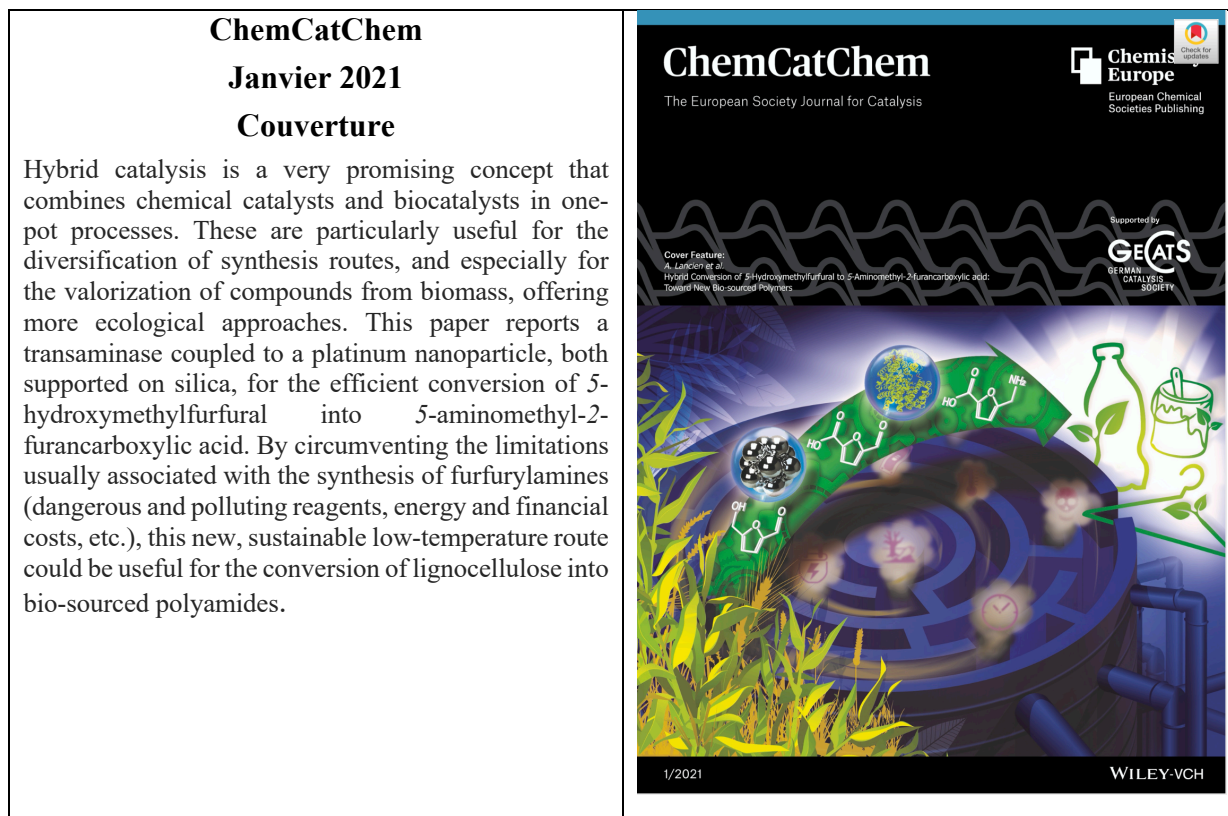 ChemCatChem
Janvier 2021
Couverture
Hybrid catalysis is a very promising concept that
combines chemical catalysts and biocatalysts in one-
pot processes. These are particularly useful for the
diversification of synthesis routes, and especially for
the valorization of compounds from biomass, offering
more ecological approaches. This paper reports a
transaminase coupled to a platinum nanoparticle, both
supported on silica, for the efficient conversion of 5-
hydroxymethylfurfural into 5-aminomethyl-2-
furancarboxylic acid. By circumventing the limitations
usually associated with the synthesis of furfurylamines
(dangerous and polluting reagents, energy and financial
costs, etc.), this new, sustainable low-temperature route
could be useful for the conversion of lignocellulose into
bio-sourced polyamides.
ChemCatChem
The European Society Journal for Catalysis
Check for
updates
Europe
European Chemical
Societies Publishing
Supported by
GECATS
GERMAN
CATALYSIS
SOCIETY
Cover Feature:
A. Lancien et al.
Hybrid Conversion of 5-Hydroxymethylfurfural to 5-Aminomethyl-2-furancarboxylic acid:
Toward New Bio-sourced Polymers
O
HO
O
NH₂
O
HO
O
O
OH
O
O
1/2021
WILEY-VCH